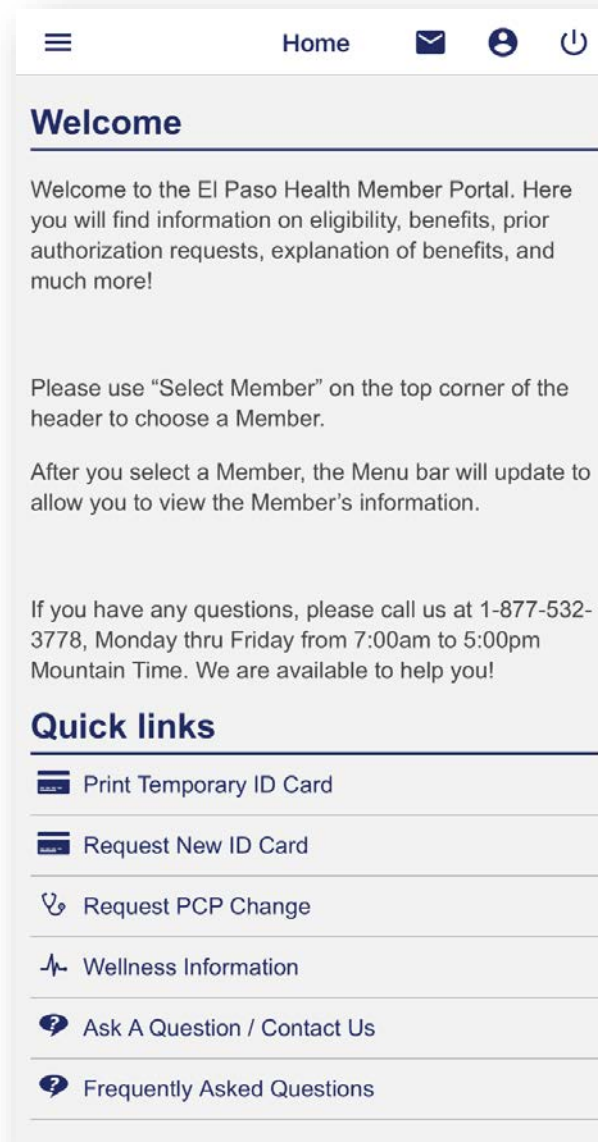 Home
Welcome
Welcome to the El Paso Health Member Portal. Here
you will find information on eligibility, benefits, prior
authorization requests, explanation of benefits, and
much more!
Please use “Select Member” on the top corner of the
header to choose a Member.
After you select a Member, the Menu bar will update to
allow you to view the Member’s information.
If you have any questions, please call us at 1-877-532-
3778, Monday thru Friday from 7:00am to 5:00pm
Mountain Time. We are available to help you!
Quick links
Print Temporary ID Card
Request New ID Card
Request PCP Change
Wellness Information
Ask A Question / Contact Us
Frequently Asked Questions